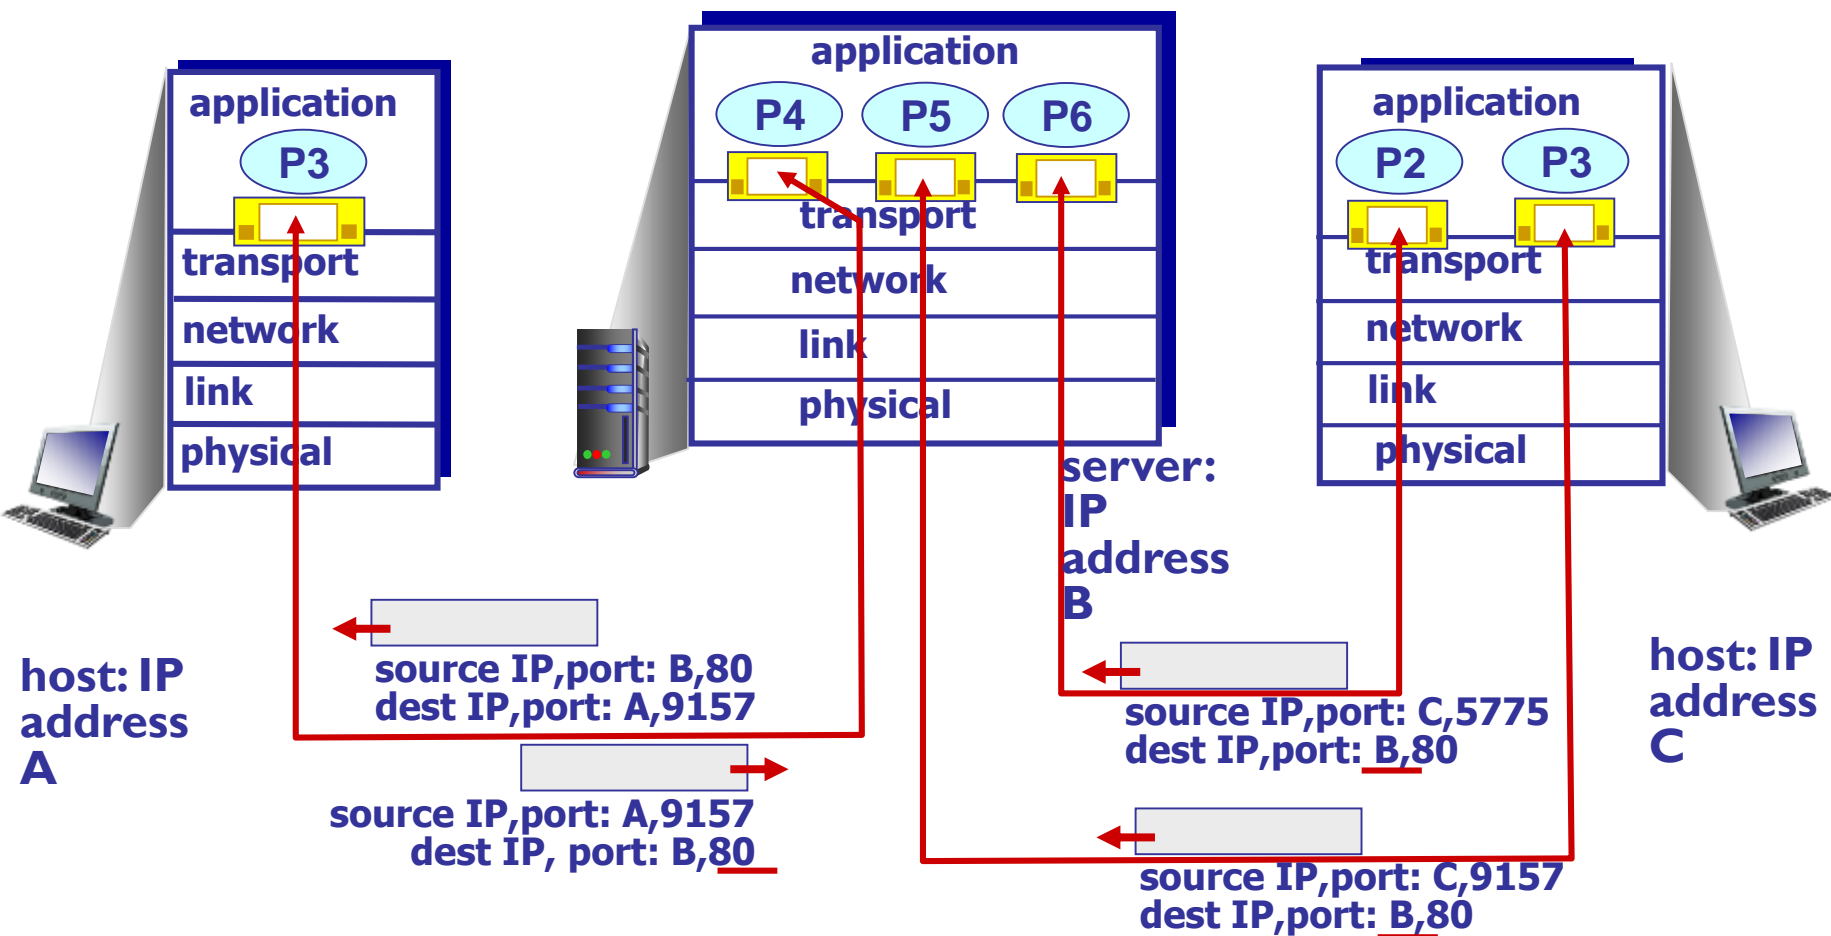 application
P3
transport
network
link
physical
host: IP
address
A
application
P4 P5 P6
transport
network
link
physical
server:
IP
address
B
application
P2 P3
transport
network
link
physical
host: IP
address
C
source IP,port: B,80
dest IP,port: A,9157
source IP,port: A,9157
dest IP, port: B,80
source IP,port: C,5775
dest IP,port: B,80
source IP,port: C,9157
dest IP,port: B,80